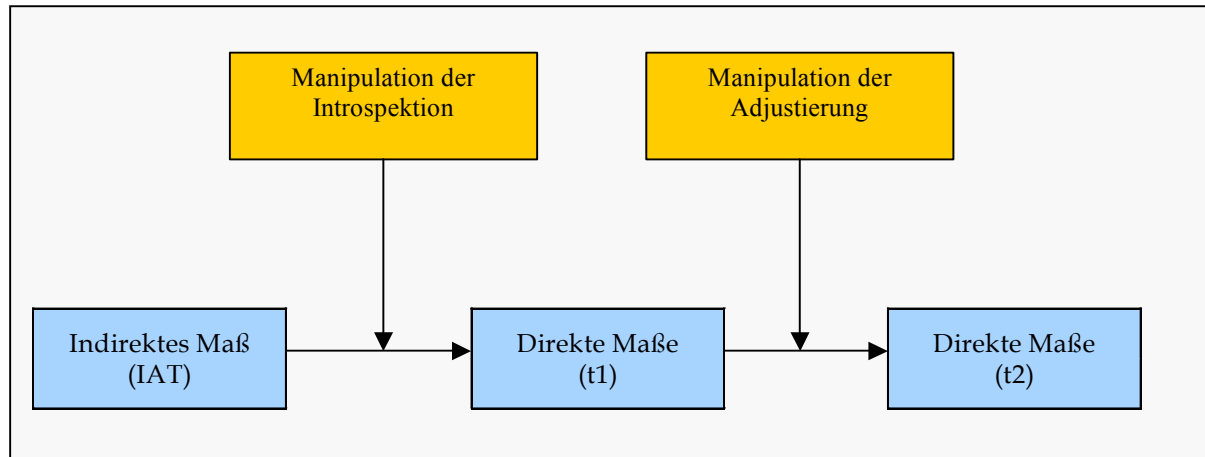 Manipulation der
Introspektion
Manipulation der
Adjustierung
Indirektes Maß
(IAT)
Direkte Maße
(t1)
Direkte Maße
(t2)